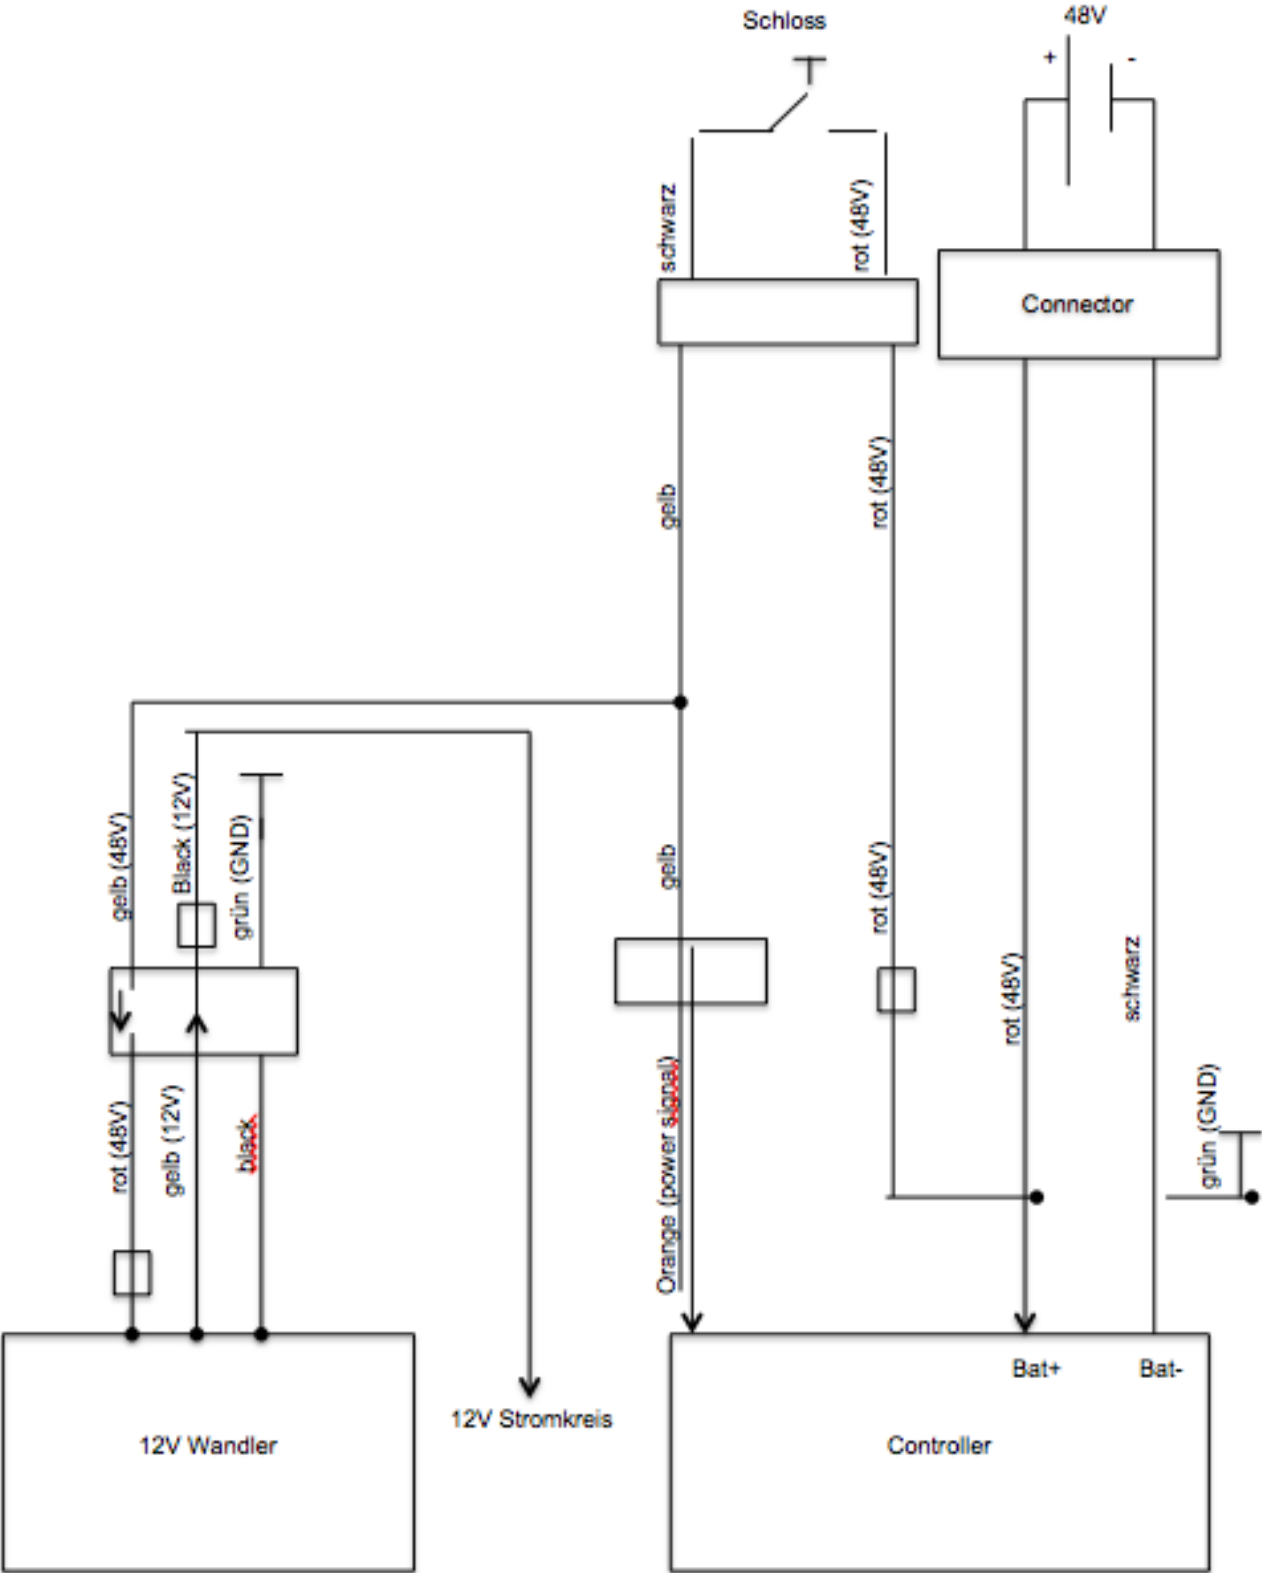 Schloss
48V
+
-
schwarz
rot (48V)
Connector
gelb
rot (48V)
gelb (48V)
Black (12V)
grün (GND)
gelb
rot (48V)
rot (48V)
schwarz
rot (48V)
gelb (12V)
black
Orange (power signal)
grün (GND)
Bat+
Bat-
12V Stromkreis
12V Wandler
Controller